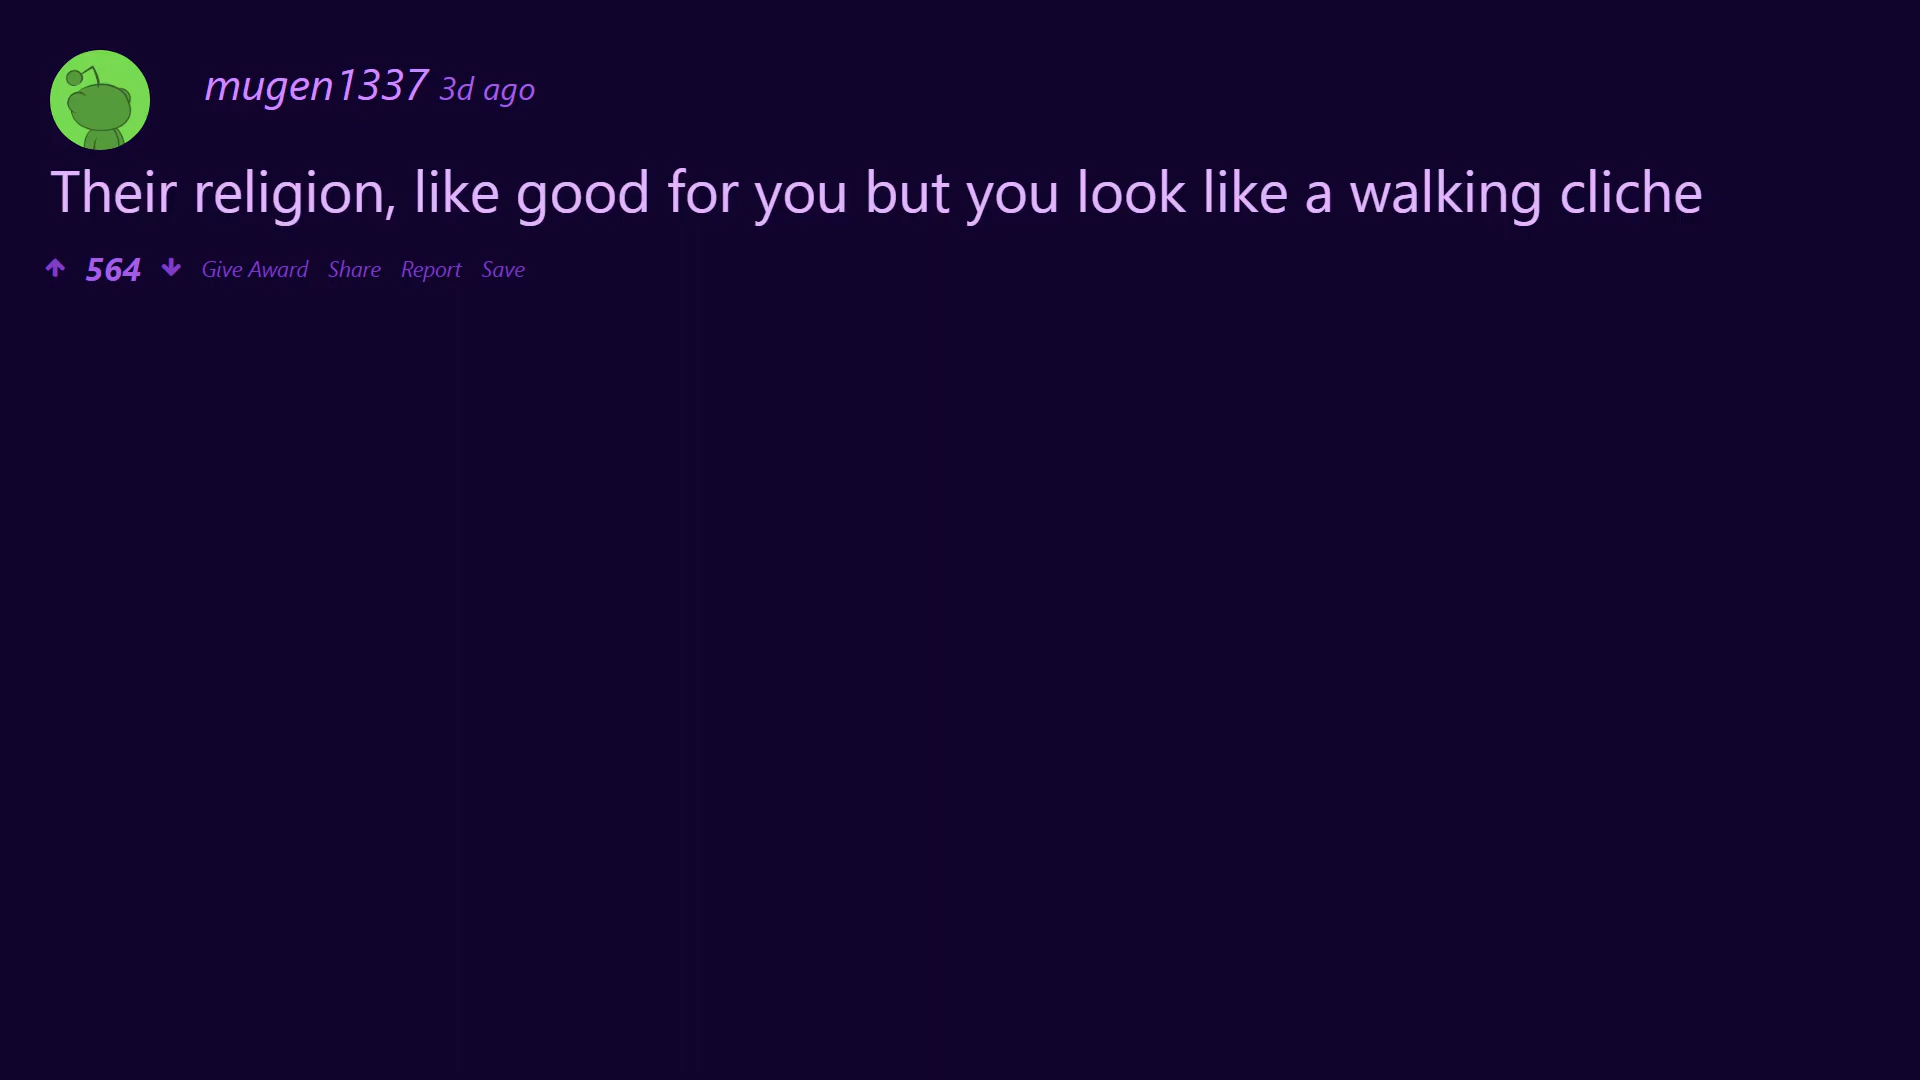 mugen1337 3d ago
Their religion, like good for you but you look like a walking cliche
564 Give Award Share Report Save